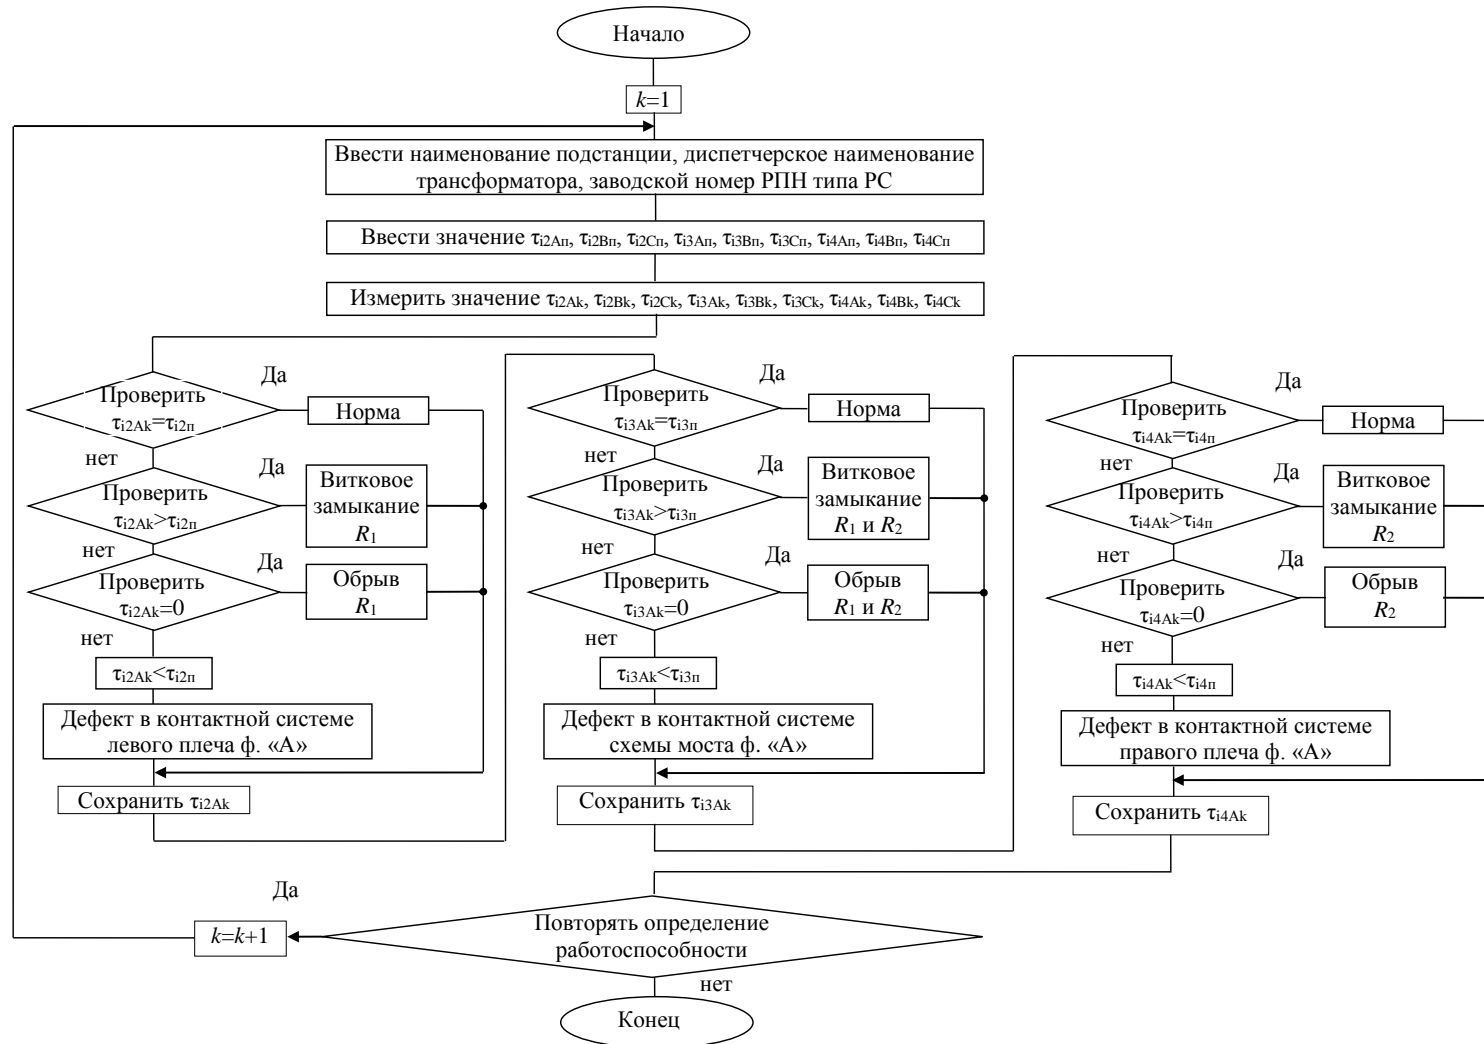 Начало
k=1
Ввести наименование подстанции, диспетчерское наименование
трансформатора, заводской номер РПН типа РС
Ввести значение τi2Aп, τi2Bп, τi2Cп, τi3Aп, τi3Bп, τi3Cп, τi4Aп, τi4Bп, τi4Cп
Измерить значение τi2Ak, τi2Bk, τi2Ck, τi3Ak, τi3Bk, τi3Ck, τi4Ak, τi4Bk, τi4Ck
Проверить
τi2Ak=τi2п
Да
Норма
нет
Проверить
τi2Ak>τi2п
Да
Витковое
замыкание
R1
нет
Проверить
τi2Ak=0
Да
Обрыв
R1
нет
τi2Ak<τi2п
Дефект в контактной системе
левого плеча ф. «А»
Сохранить τi2Ak
Проверить
τi3Ak=τi3п
Да
Норма
нет
Проверить
τi3Ak>τi3п
Да
Витковое
замыкание
R1 и R2
нет
Проверить
τi3Ak=0
Да
Обрыв
R1 и R2
нет
τi3Ak<τi3п
Дефект в контактной системе
схемы моста ф. «А»
Сохранить τi3Ak
Проверить
τi4Ak=τi4п
Да
Норма
нет
Проверить
τi4Ak>τi4п
Да
Витковое
замыкание
R2
нет
Проверить
τi4Ak=0
Да
Обрыв
R2
нет
τi4Ak<τi4п
Дефект в контактной системе
правого плеча ф. «А»
Сохранить τi4Ak
Повторять определение
работоспособности
Да
k=k+1
нет
Конец